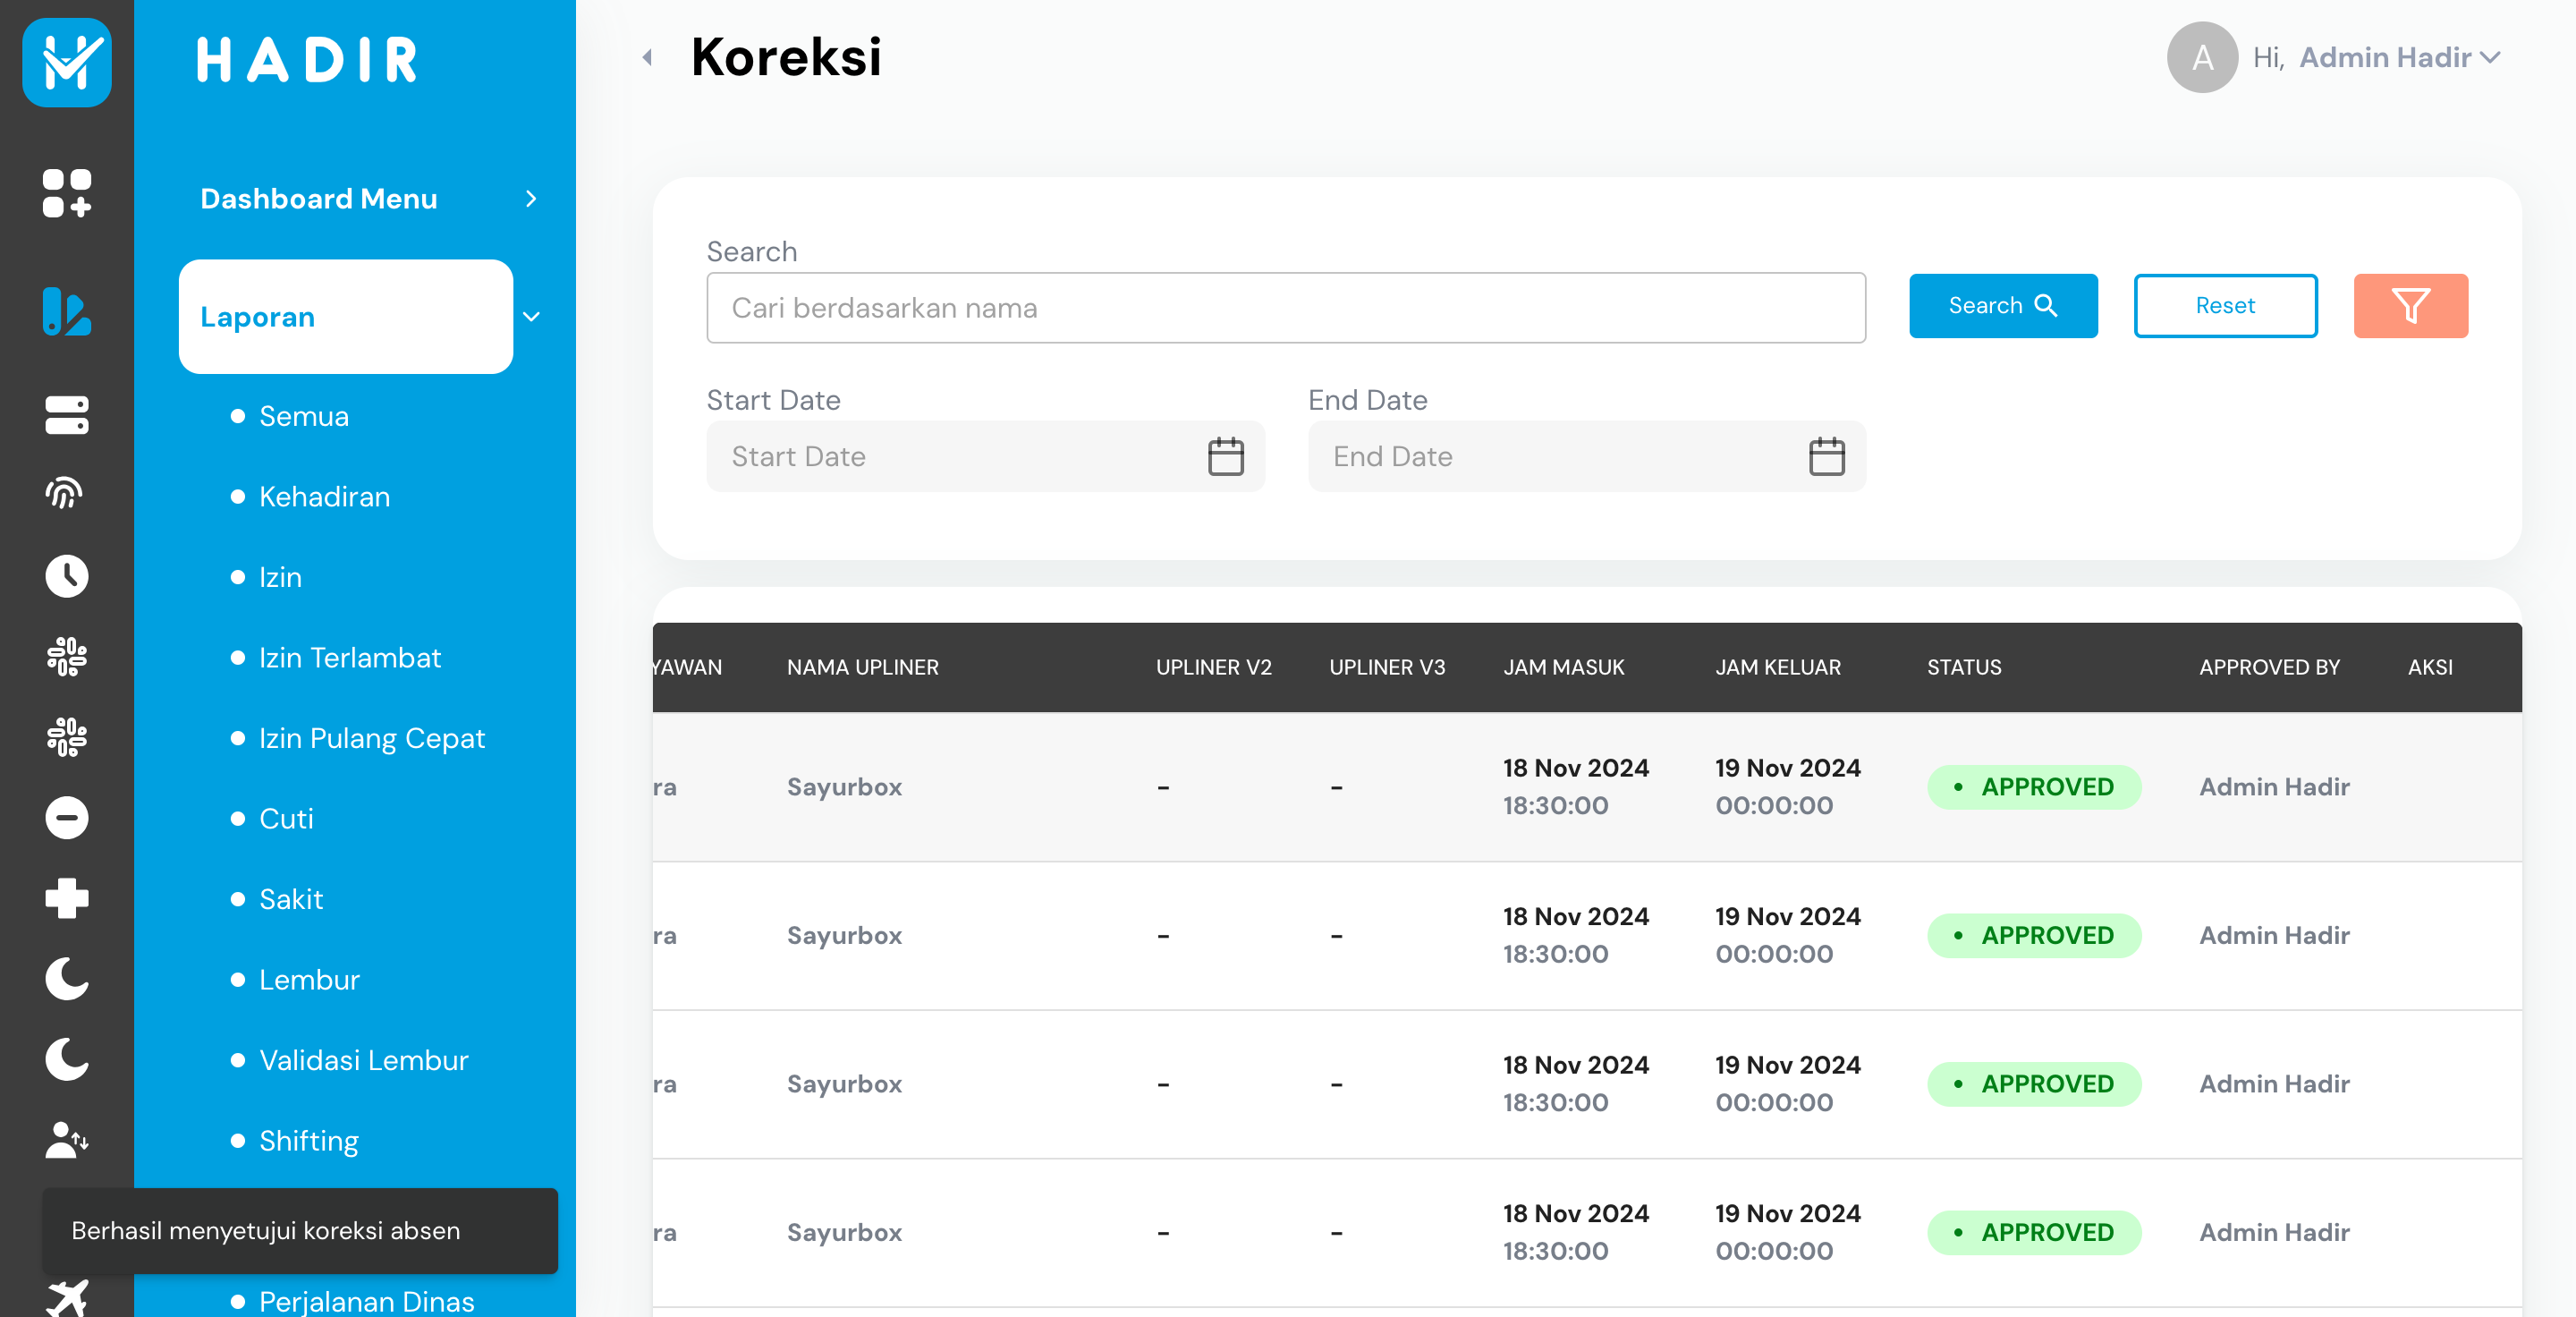 HADIR
Koreksi
A
Hi, Admin Hadir
Dashboard Menu
Laporan
Semua
Kehadiran
Izin
Izin Terlambat
Izin Pulang Cepat
Cuti
Sakit
Lembur
Validasi Lembur
Shifting
Perjalanan Dinas
Berhasil menyetujui koreksi absen
Search
Cari berdasarkan nama
Search
Reset
Start Date
End Date
Start Date
End Date
YAWAN NAMA UPLINER UPLINER V2 UPLINER V3 JAM MASUK JAM KELUAR STATUS APPROVED BY AKSI
ra Sayurbox - - 18 Nov 2024 19 Nov 2024 • APPROVED Admin Hadir
18:30:00 00:00:00
ra Sayurbox - - 18 Nov 2024 19 Nov 2024 • APPROVED Admin Hadir
18:30:00 00:00:00
ra Sayurbox - - 18 Nov 2024 19 Nov 2024 • APPROVED Admin Hadir
18:30:00 00:00:00
ra Sayurbox - - 18 Nov 2024 19 Nov 2024 • APPROVED Admin Hadir
18:30:00 00:00:00